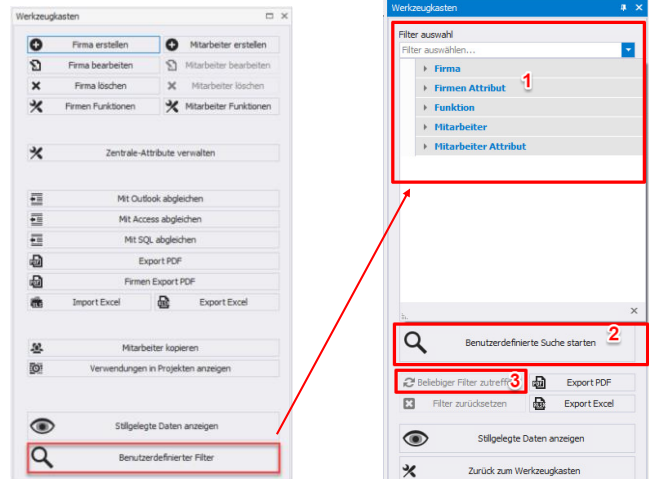 Werkzeugkasten
Firma erstellen
Mitarbeiter erstellen
Firma bearbeiten
Mitarbeiter bearbeiten
Firma löschen
Mitarbeiter löschen
Firmen Funktionen
Mitarbeiter Funktionen
Zentrale-Attribute verwalten
Mit Outlook abgleichen
Mit Access abgleichen
Mit SQL abgleichen
Export PDF
Firmen Export PDF
Import Excel
Export Excel
Mitarbeiter kopieren
Verwendungen in Projekten anzeigen
Stillgelegte Daten anzeigen
Benutzerdefinierter Filter
Werkzeugkasten
Filter auswahl
Filter auswählen...
Firma
1
Firmen Attribut
Funktion
Mitarbeiter
Mitarbeiter Attribut
Benutzerdefinierte Suche starten
2
Beliebiger Filter
3
Export PDF
Filter zurücksetzen
Export Excel
Stillgelegte Daten anzeigen
Zurück zum Werkzeugkasten